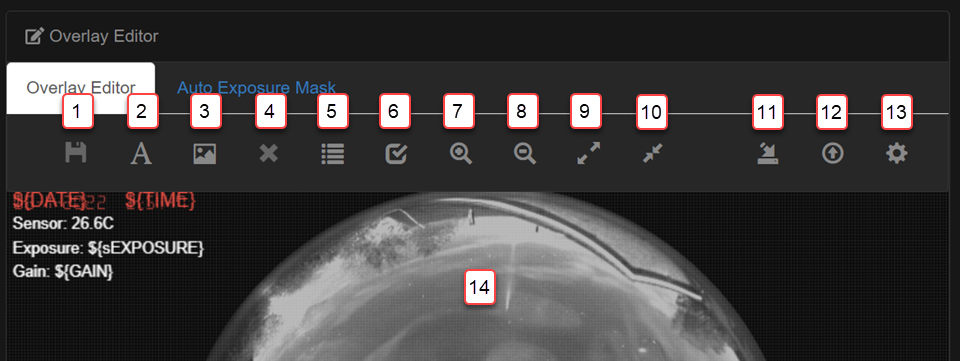 Overlay Editor
Overlay Editor Auto Exposure Mask
1 2 3 4 5 6 7 8 9 10 11 12 13
A
${DATE} ${TIME}
Sensor: 26.6C
Exposure: ${sEXPOSURE}
Gain: ${GAIN}
14